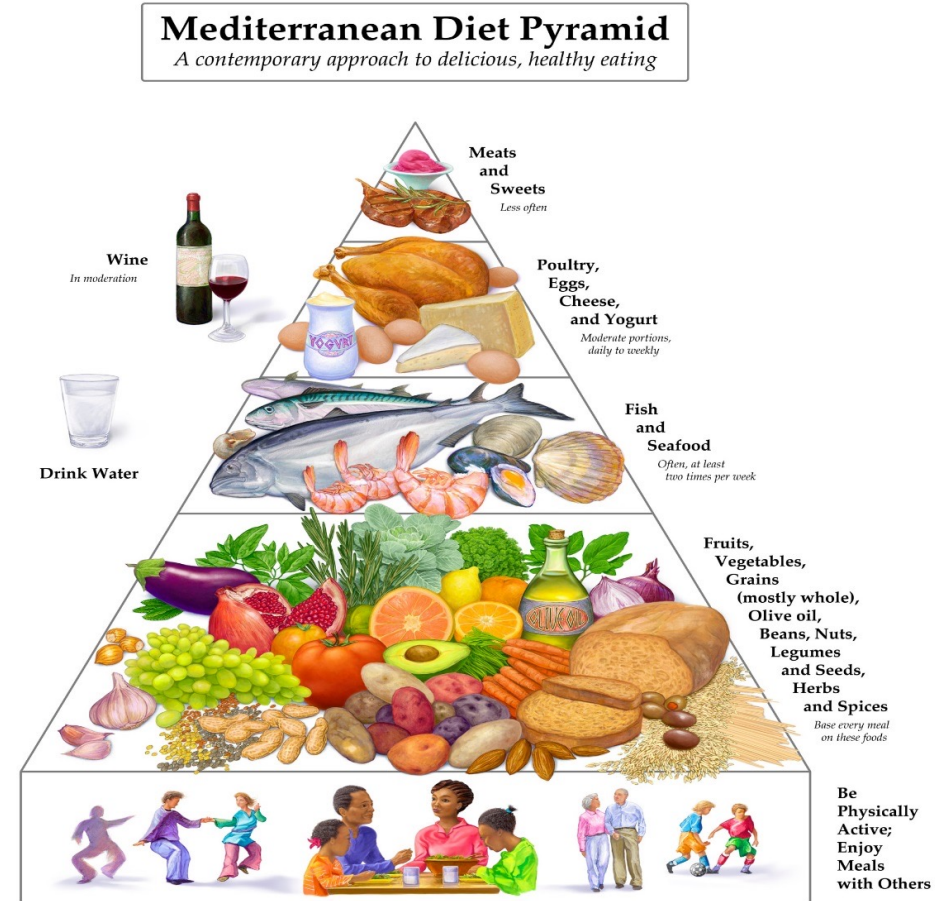 Mediterranean Diet Pyramid
A contemporary approach to delicious, healthy eating
Meats
and
Sweets
Less often
Wine
In moderation
Poultry,
Eggs,
Cheese,
and Yogurt
Moderate portions,
daily to weekly
YOGURT
Drink Water
Fish
and
Seafood
Often, at least
two times per week
Fruits,
Vegetables,
Grains
(mostly whole),
Olive oil,
Beans, Nuts,
Legumes
and Seeds,
Herbs
and Spices
Base every meal
on these foods
OLIVE OIL
Be
Physically
Active;
Enjoy
Meals
with Others